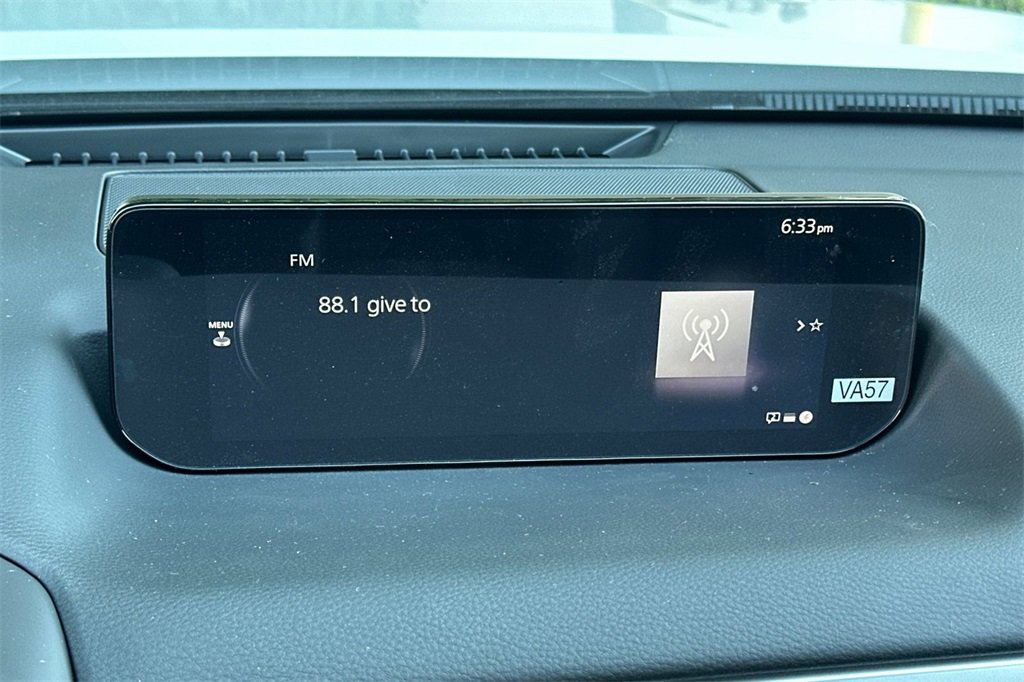 6:33pm
FM
88.1 give to
MENU
VA57